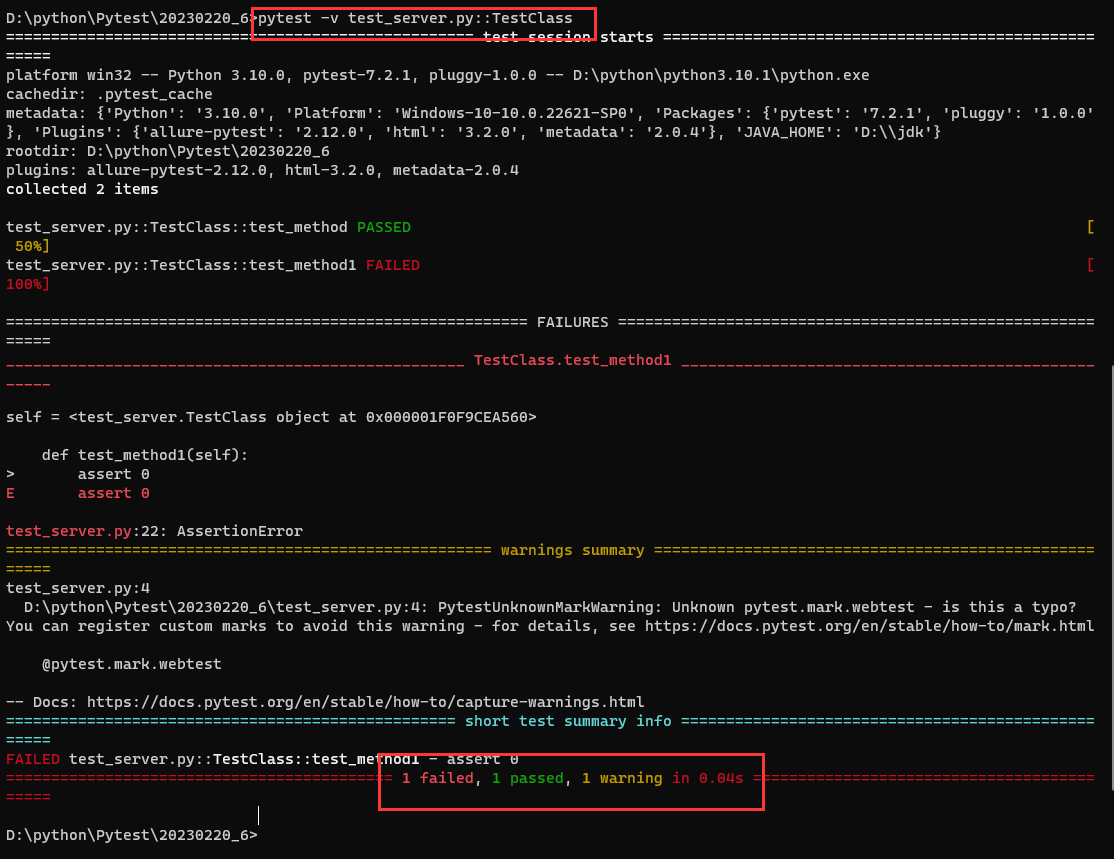 D:\python\Pytest\20230220_6>pytest -v test_server.py::TestClass
==================================================== test session starts ================================================
=====
platform win32 -- Python 3.10.0, pytest-7.2.1, pluggy-1.0.0 -- D:\python\python3.10.1\python.exe
cachedir: .pytest_cache
metadata: {'Python': '3.10.0', 'Platform': 'Windows-10-10.0.22621-SP0', 'Packages': {'pytest': '7.2.1', 'pluggy': '1.0.0'
}, 'Plugins': {'allure-pytest': '2.12.0', 'html': '3.2.0', 'metadata': '2.0.4'}, 'JAVA_HOME': 'D:\\jdk'}
rootdir: D:\python\Pytest\20230220_6
plugins: allure-pytest-2.12.0, html-3.2.0, metadata-2.0.4
collected 2 items
test_server.py::TestClass::test_method PASSED [
 50%]
test_server.py::TestClass::test_method1 FAILED [
100%]
========================================================== FAILURES =====================================================
=====
___________________________________________________ TestClass.test_method1 ______________________________________________
_____
self = <test_server.TestClass object at 0x000001F0F9CEA560>
    def test_method1(self):
>       assert 0
E       assert 0
test_server.py:22: AssertionError
====================================================== warnings summary =================================================
=====
test_server.py:4
  D:\python\Pytest\20230220_6\test_server.py:4: PytestUnknownMarkWarning: Unknown pytest.mark.webtest - is this a typo?
You can register custom marks to avoid this warning - for details, see https://docs.pytest.org/en/stable/how-to/mark.html
    @pytest.mark.webtest
-- Docs: https://docs.pytest.org/en/stable/how-to/capture-warnings.html
================================================== short test summary info ==============================================
=====
FAILED test_server.py::TestClass::test_method1 - assert 0
=========================================== 1 failed, 1 passed, 1 warning in 0.04s ======================================
=====
D:\python\Pytest\20230220_6>